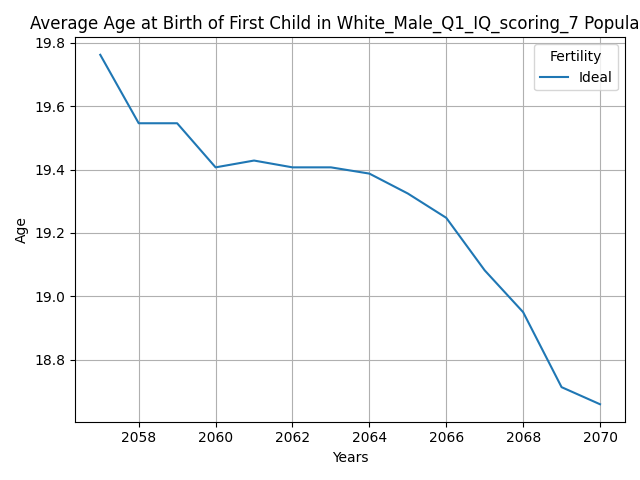 Average Age at Birth of First Child in White_Male_Q1_IQ_scoring_7 Popula
19.8
19.6
19.4
19.2
19.0
18.8
Age
Fertility
Ideal
2058 2060 2062 2064 2066 2068 2070
Years